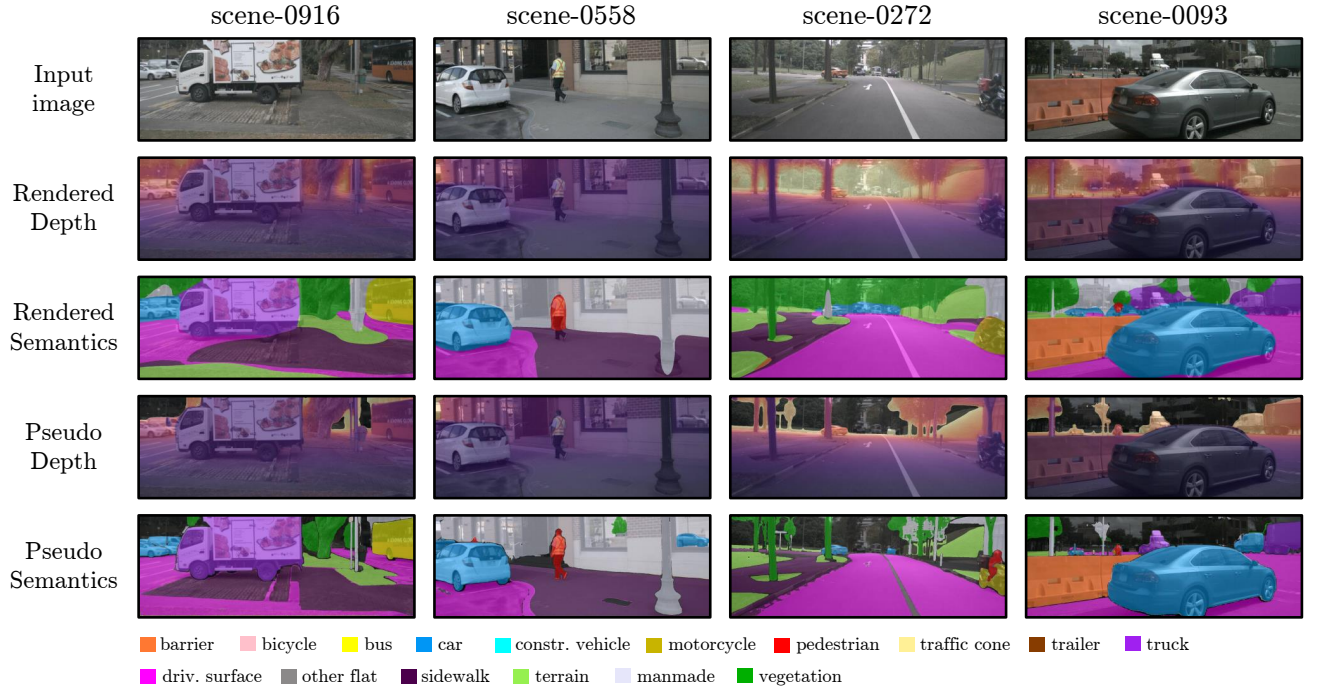 scene-0916 scene-0558 scene-0272 scene-0093
Input
image
Rendered
Depth
Rendered
Semantics
Pseudo
Depth
Pseudo
Semantics
barrier bicycle bus car constr. vehicle motorcycle pedestrian traffic cone trailer truck
driv. surface other flat sidewalk terrain manmade vegetation